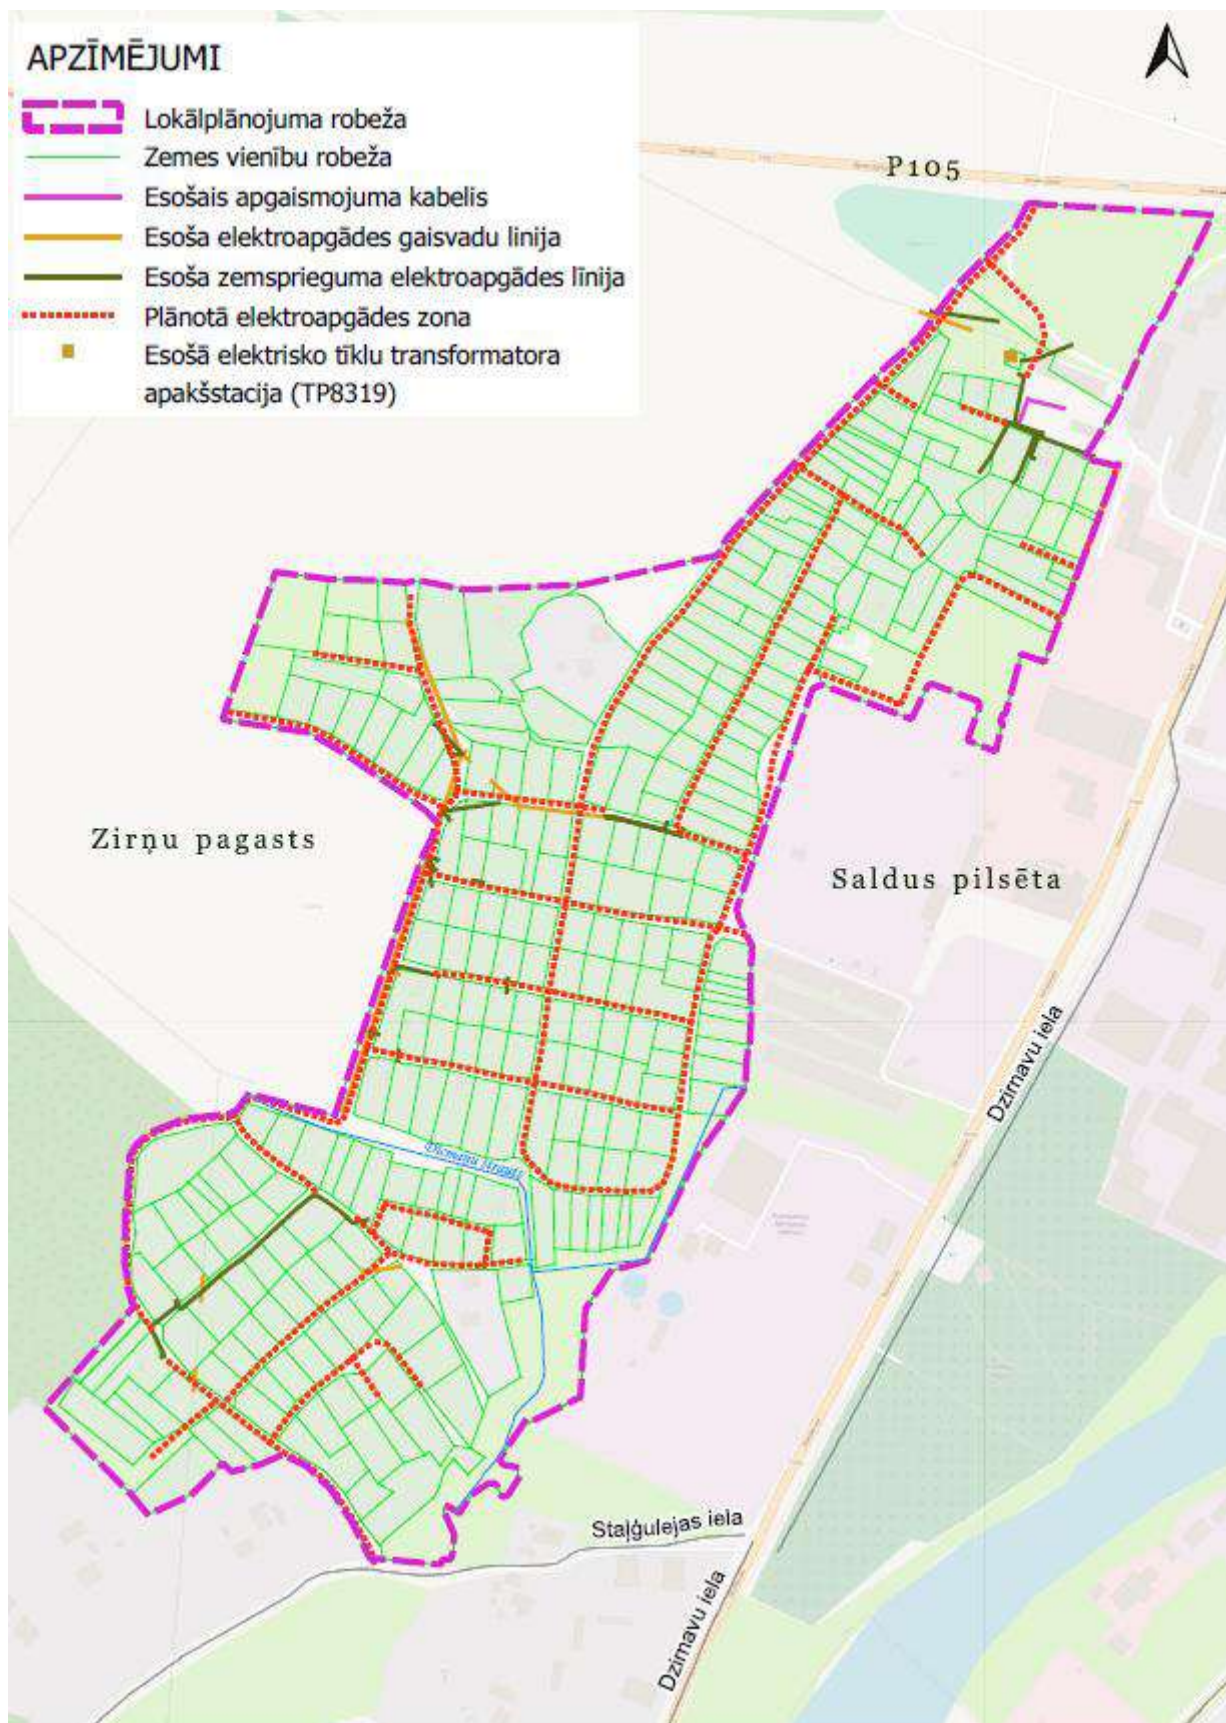 APZĪMĒJUMI
Lokālplānojuma robeža
Zemes vienību robeža
Esošais apgaismojuma kabelis
Esoša elektroapgādes gaisvadu linija
Esoša zemsprieguma elektroapgādes līnija
Plānotā elektroapgādes zona
Esošā elektrisko tīklu transformatora
apakšstacija (TP8319)
P105
Zirņu pagasts
Saldus pilsēta
Dzirnavu iela
Staļģulejas iela
Dzirnavu iela